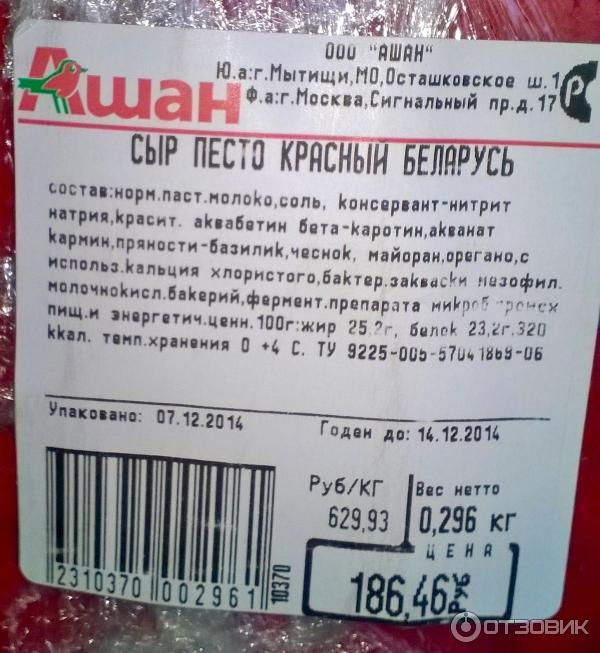 ООО "АШАН"
Ашан
Ю.а:г.Мытищи,МО,Осташковское ш.1
Ф.а:г.Москва,Сигнальный пр.д.17
СЫР ПЕСТО КРАСНЫЙ БЕЛАРУСЬ
состав:норм.паст.молоко,соль, консервант-нитрит
натрия,красит. аквабетин бета-каротин,акванат
кармин,пряности-базилик,чеснок, майоран,орегано,с
использ.кальция хлористого,бактер.закваски мезофил.
молочнокисл.бакерий,фермент.препарата микроб
пищ.и энергетич.ценн.100г:жир 25.2г, белок 23,2г.320
ккал. темп.хранения 0 +4 С. ТУ 9225-005-57041869-06
Упаковано: 07.12.2014
Годен до: 14.12.2014
Руб/КГ
629,93
Вес нетто
0,296 кг
ЦЕНА
186,46 РУБ
2310370 002961
10370
ОТЗОВИК